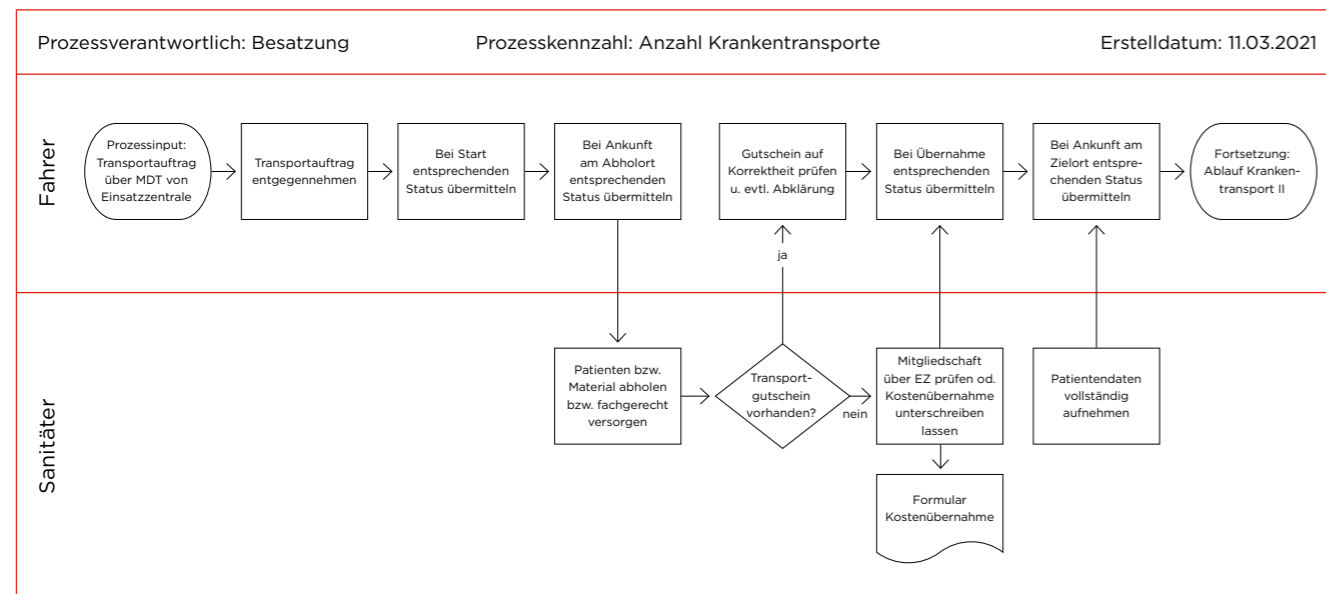 Prozessverantwortlich: Besatzung
Prozesskennzahl: Anzahl Krankentransporte
Erstelldatum: 11.03.2021
Fahrer
Prozessinput:
Transportauftrag
über MDT von
Einsatzzentrale
Transportauftrag
entgegennehmen
Bei Start
entsprechenden
Status übermitteln
Bei Ankunft
am Abholort
entsprechenden
Status übermitteln
Gutschein auf
Korrektheit prüfen
u. evtl. Abklärung
Bei Übernahme
entsprechenden
Status übermitteln
Bei Ankunft am
Zielort entspre-
chenden Status
übermitteln
Fortsetzung:
Ablauf Kranken-
transport II
ja
Sanitäter
Patienten bzw.
Material abholen
bzw. fachgerecht
versorgen
Transport-
gutschein
vorhanden?
nein
Mitgliedschaft
über EZ prüfen od.
Kostenübernahme
unterschreiben
lassen
Patientendaten
vollständig
aufnehmen
Formular
Kostenübernahme